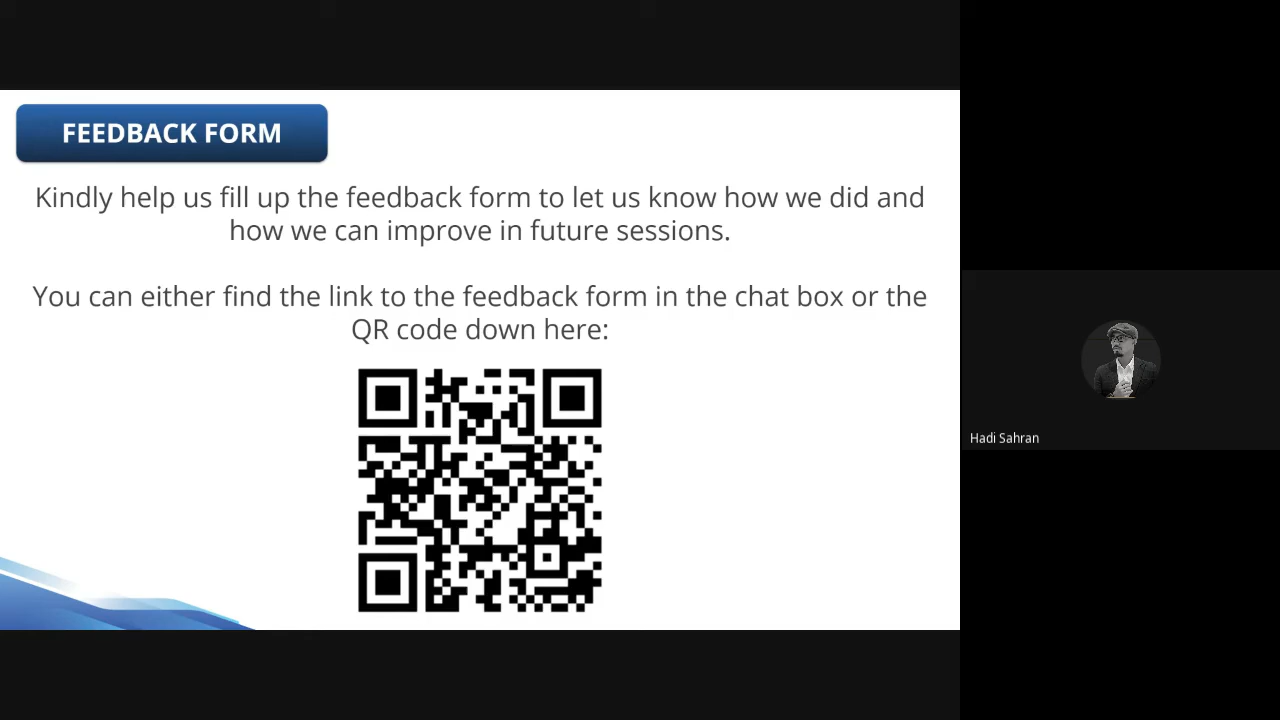 FEEDBACK FORM
Kindly help us fill up the feedback form to let us know how we did and
how we can improve in future sessions.
You can either find the link to the feedback form in the chat box or the
QR code down here:
Hadi Sahran